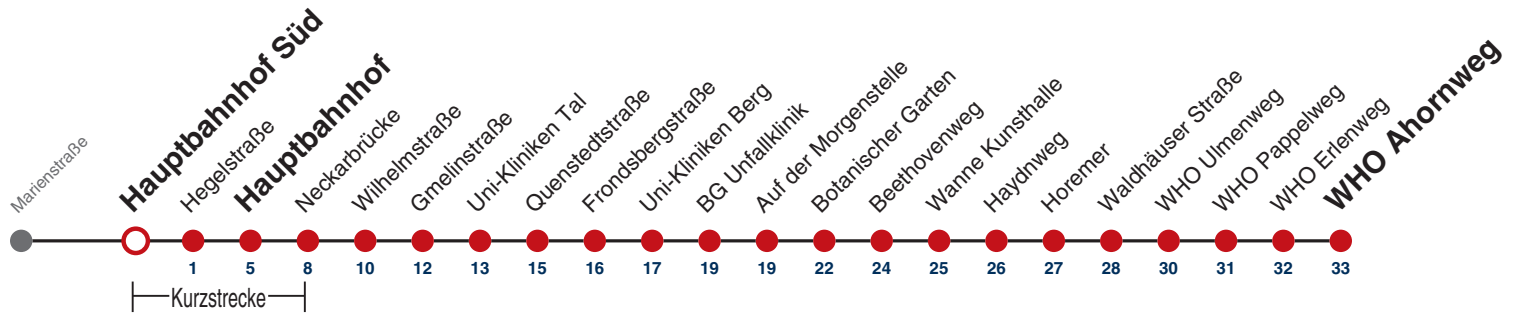 Marienstraße
Hauptbahnhof Süd
Hegelstraße
Hauptbahnhof
Neckarbrücke
Wilhelmstraße
Gmelinstraße
Uni-Kliniken Tal
Quenstedtstraße
Frondsbergstraße
Uni-Kliniken Berg
BG Unfallklinik
Auf der Morgenstelle
Botanischer Garten
Beethovenweg
Wanne Kunsthalle
Haydnweg
Horemer
Waldhäuser Straße
WHO Ulmenweg
WHO Pappelweg
WHO Erlenweg
WHO Ahornweg
1 5 8 10 12 13 15 16 17 19 19 22 24 25 26 27 28 30 31 32 33
Kurzstrecke